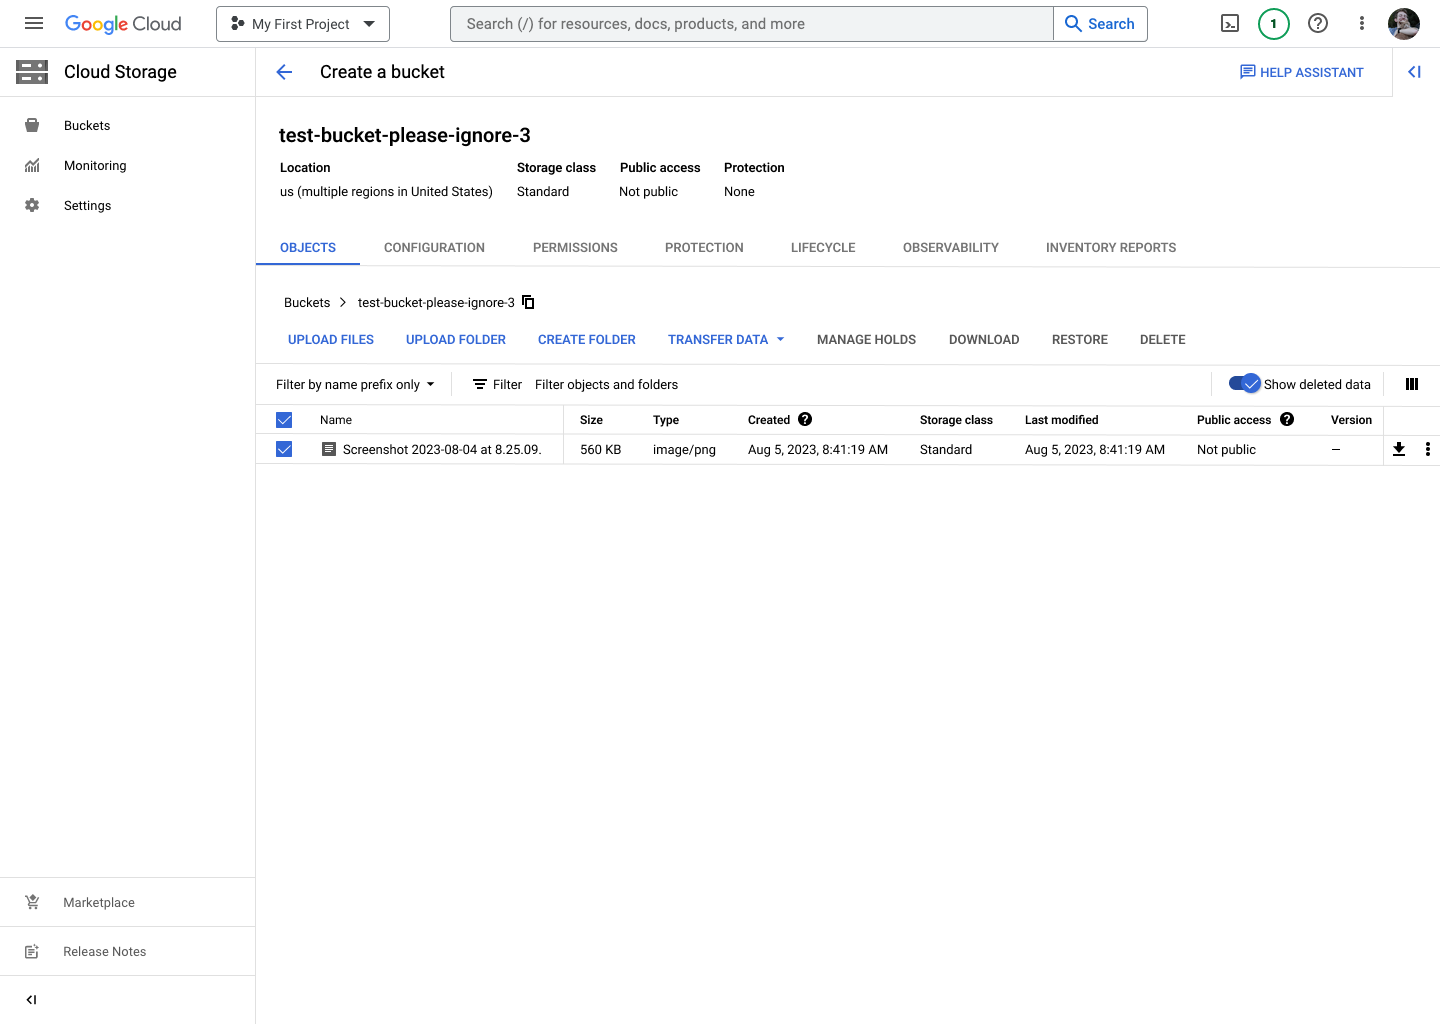 Google Cloud
My First Project
Search (/) for resources, docs, products, and more
Search
1
Cloud Storage
Create a bucket
HELP ASSISTANT
Buckets
Monitoring
Settings
test-bucket-please-ignore-3
Location Storage class Public access Protection
us (multiple regions in United States) Standard Not public None
OBJECTS CONFIGURATION PERMISSIONS PROTECTION LIFECYCLE OBSERVABILITY INVENTORY REPORTS
Buckets > test-bucket-please-ignore-3
UPLOAD FILES UPLOAD FOLDER CREATE FOLDER TRANSFER DATA MANAGE HOLDS DOWNLOAD RESTORE DELETE
Filter by name prefix only Filter Filter objects and folders Show deleted data
Name Size Type Created Storage class Last modified Public access Version
Screenshot 2023-08-04 at 8.25.09. 560 KB image/png Aug 5, 2023, 8:41:19 AM Standard Aug 5, 2023, 8:41:19 AM Not public —
Marketplace
Release Notes